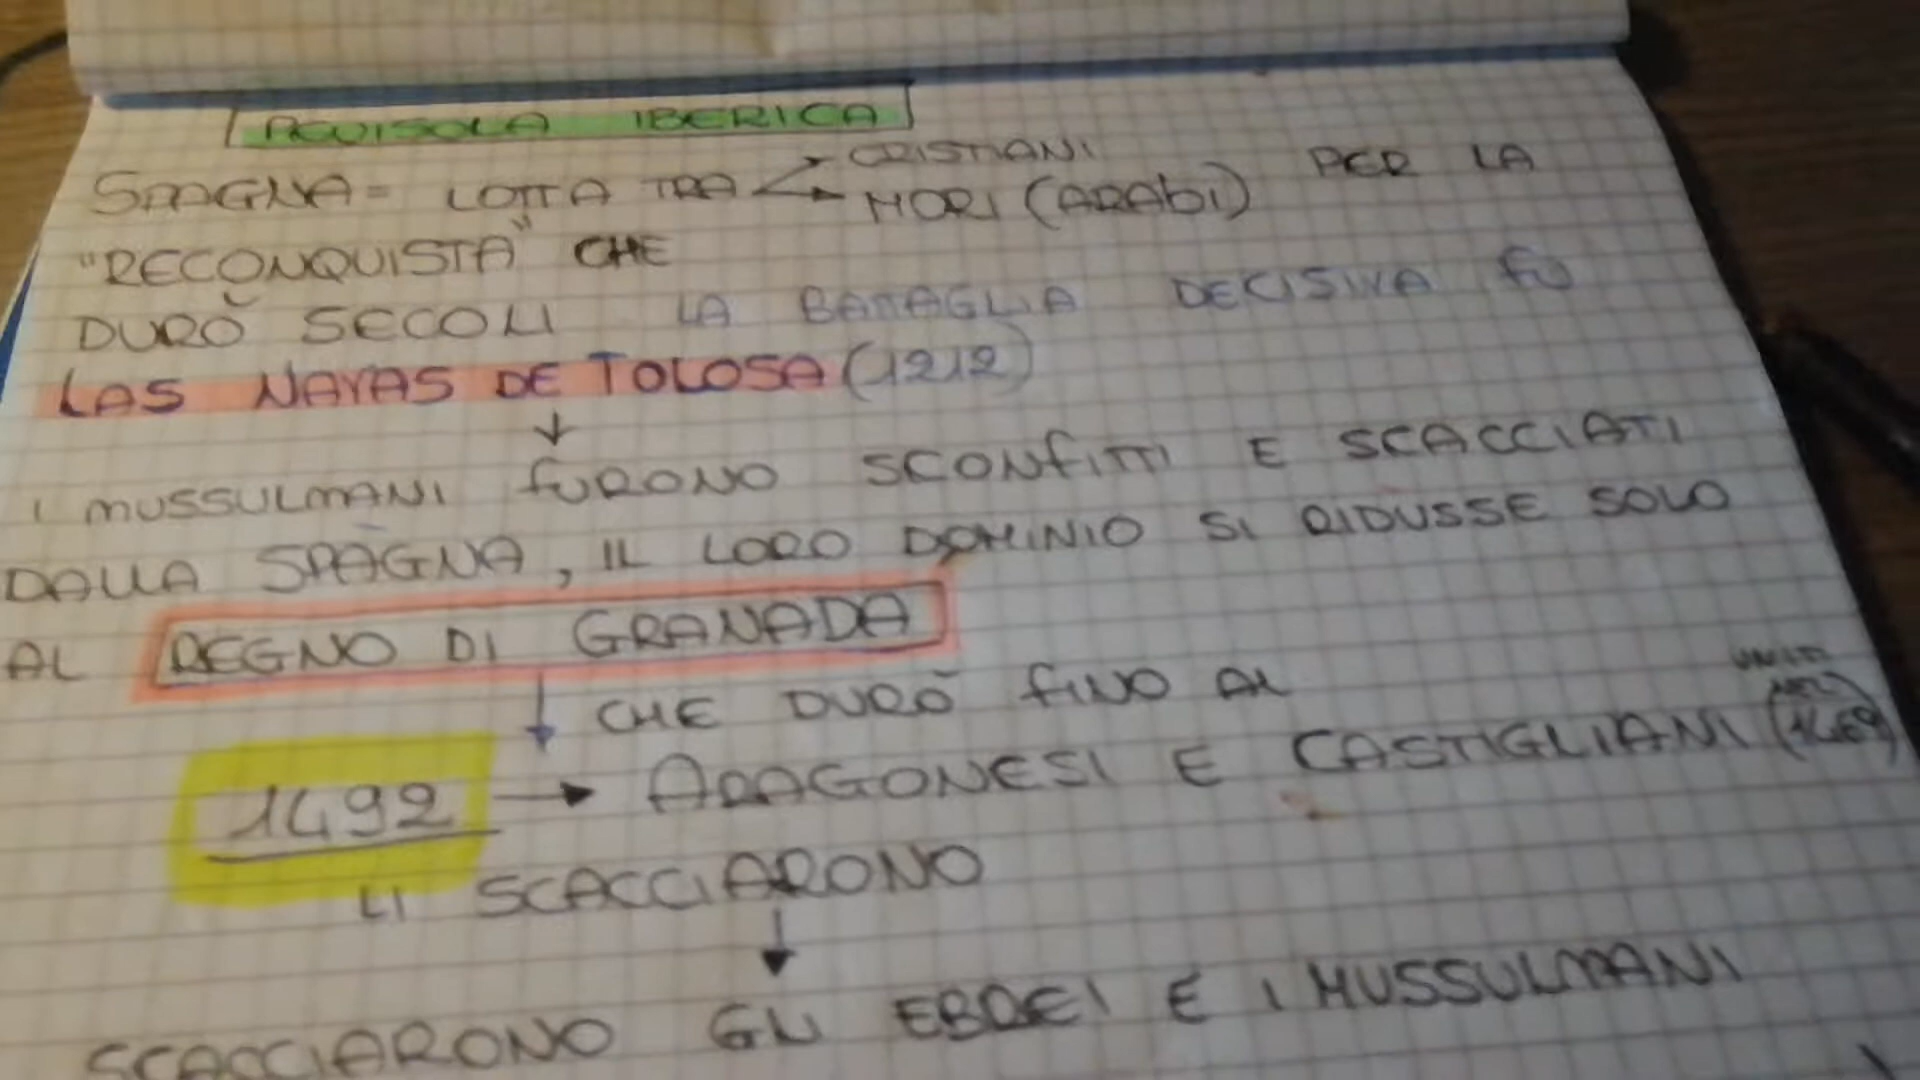 PENISOLA IBERICA
SPAGNA = LOTTA TRA CRISTIANI
MORI (ARABI) PER LA
"RECONQUISTA" CHE
DURÒ SECOLI LA BATTAGLIA DECISIVA FU
LAS NAVAS DE TOLOSA (1212)
I MUSSULMANI FURONO SCONFITTI E SCACCIATI
DALLA SPAGNA, IL LORO DOMINIO SI RIDUSSE SOLO
AL REGNO DI GRANADA
CHE DURÒ FINO AL
1492 → ARAGONESI E CASTIGLIANI (1469)
LI SCACCIARONO
SCACCIARONO GLI EBREI E I MUSSULMANI